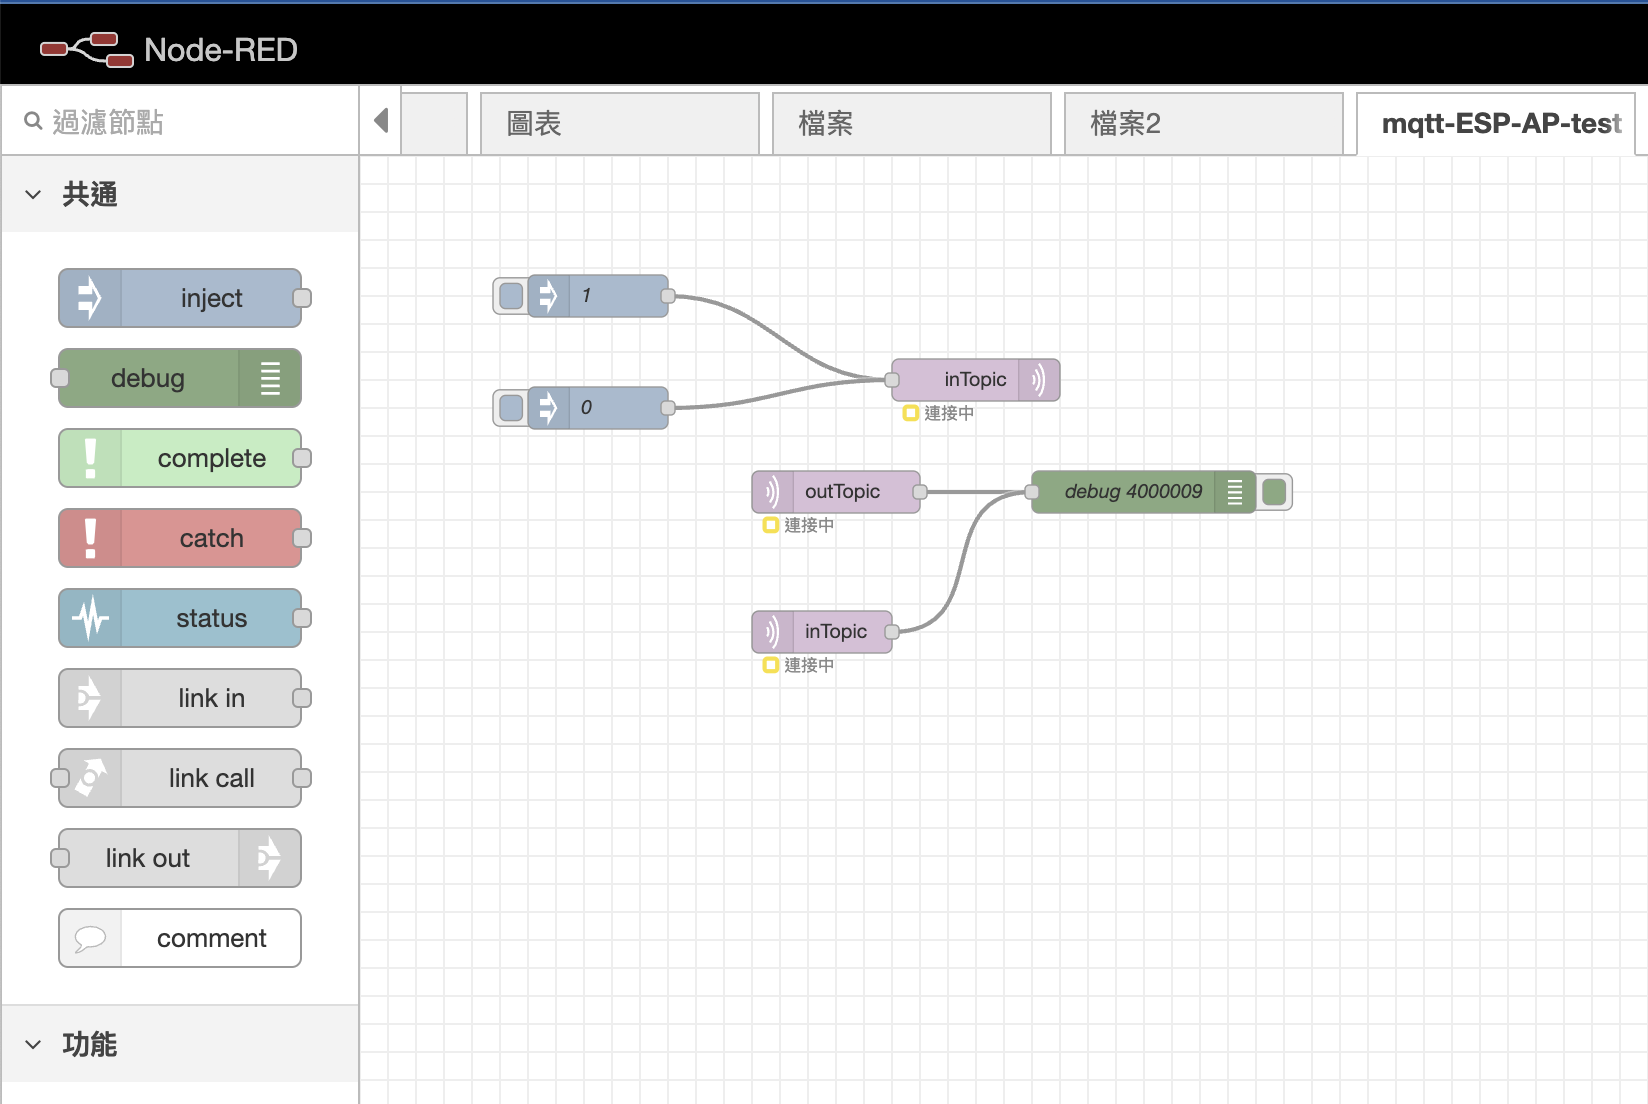 Node-RED
過濾節點
圖表
檔案
檔案2
mqtt-ESP-AP-test
共通
inject
debug
complete
catch
status
link in
link call
link out
comment
功能
1
0
inTopic
連接中
outTopic
連接中
debug 4000009
inTopic
連接中